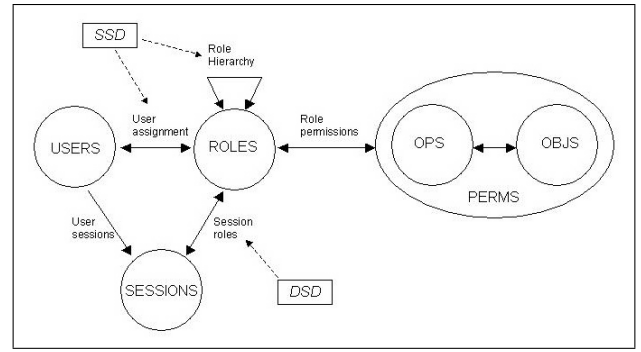 SSD
Role
Hierarchy
User
assignment
Role
permissions
USERS
ROLES
OPS
OBJS
PERMS
User
sessions
Session
roles
SESSIONS
DSD